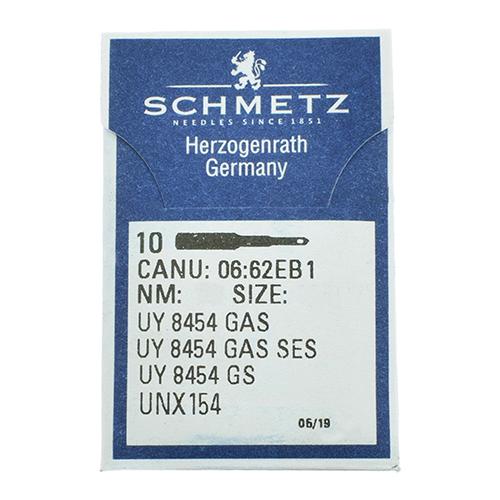 SCHMETZ
NEEDLES SINCE 1851
Herzogenrath
Germany
10
CANU: 06:62EB1
NM: SIZE:
UY 8454 GAS
UY 8454 GAS SES
UY 8454 GS
UNX154
06/19